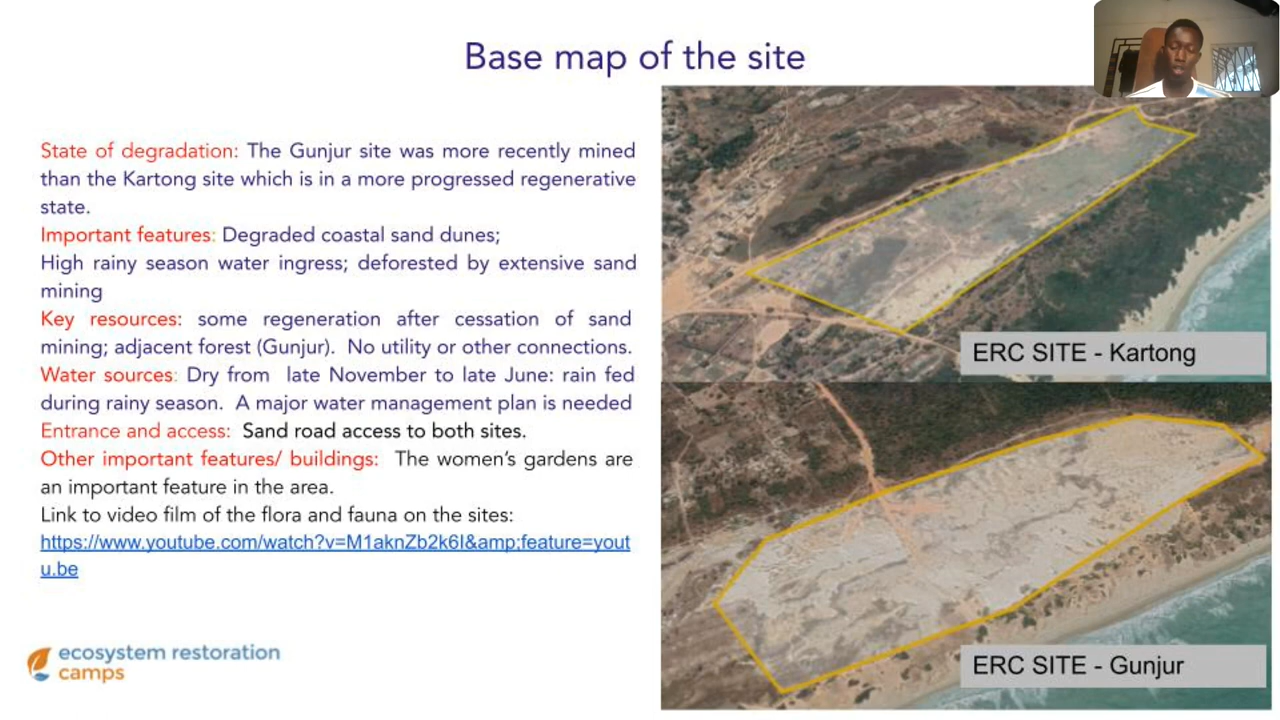 Base map of the site
State of degradation: The Gunjur site was more recently mined
than the Kartong site which is in a more progressed regenerative
state.
Important features: Degraded coastal sand dunes;
High rainy season water ingress; deforested by extensive sand
mining
Key resources: some regeneration after cessation of sand
mining; adjacent forest (Gunjur). No utility or other connections.
Water sources: Dry from late November to late June: rain fed
during rainy season. A major water management plan is needed
Entrance and access: Sand road access to both sites.
Other important features/ buildings: The women's gardens are
an important feature in the area.
Link to video film of the flora and fauna on the sites:
https://www.youtube.com/watch?v=M1aknZb2k6I&amp;feature=yout
u.be
ERC SITE - Kartong
ERC SITE - Gunjur
ecosystem restoration
camps